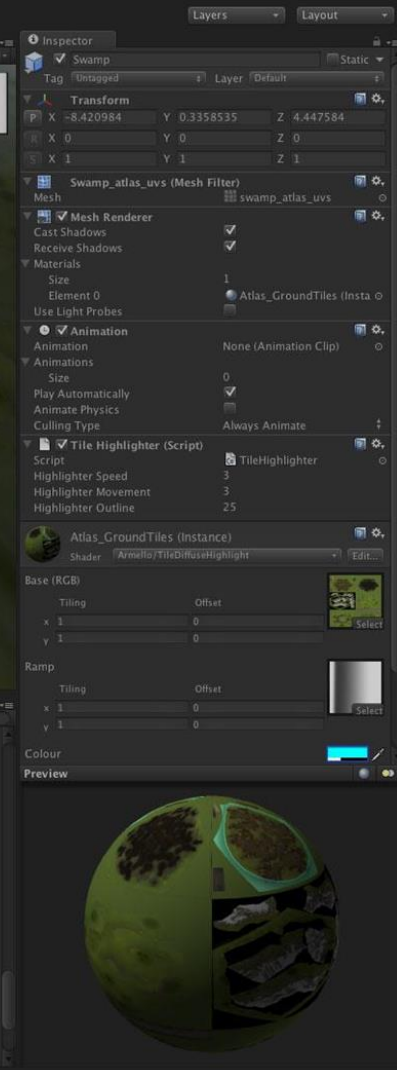 Layers Layout
Inspector
Swamp Static
Tag Untagged Layer Default
Transform
P X -8.420984 Y 0.3358535 Z 4.447584
R X 0 Y 0 Z 0
S X 1 Y 1 Z 1
Swamp_atlas_uvs (Mesh Filter)
Mesh swamp_atlas_uvs
Mesh Renderer
Cast Shadows
Receive Shadows
Materials
Size 1
Element 0 Atlas_GroundTiles (Insta
Use Light Probes
Animation
Animation None (Animation Clip)
Animations
Size 0
Play Automatically
Animate Physics
Culling Type Always Animate
Tile Highlighter (Script)
Script TileHighlighter
Highlighter Speed 3
Highlighter Movement 3
Highlighter Outline 25
Atlas_GroundTiles (Instance)
Shader Armello/TileDiffuseHighlight Edit...
Base (RGB)
Tiling Offset
x 1 0
y 1 0
Select
Ramp
Tiling Offset
x 1 0
y 1 0
Select
Colour
Preview